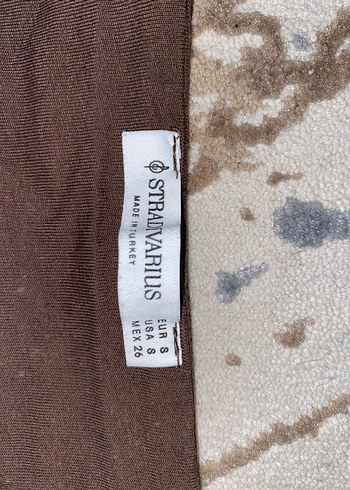 STRADIVARIUS
MADE IN TURKEY
EUR S
USA S
MEX 26